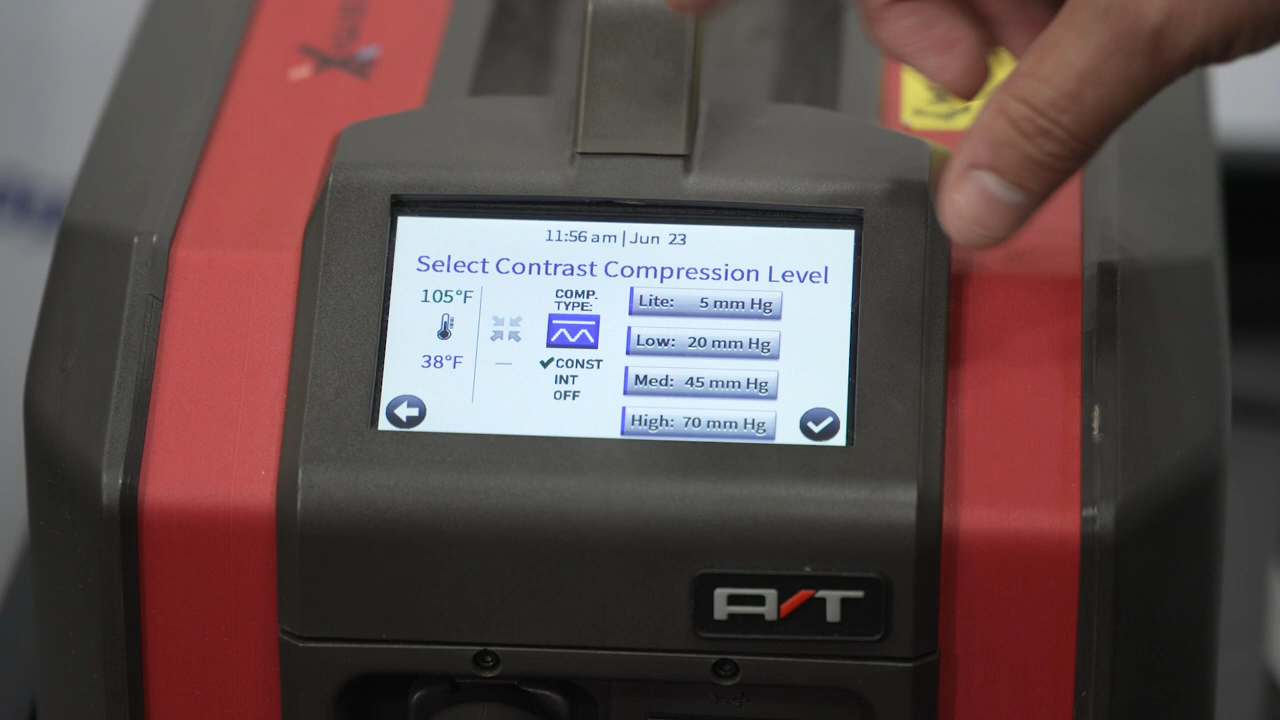 11:56 am | Jun 23
Select Contrast Compression Level
105°F
38°F
COMP.
TYPE:
✔CONST
INT
OFF
Lite: 5 mm Hg
Low: 20 mm Hg
Med: 45 mm Hg
High: 70 mm Hg
A/T